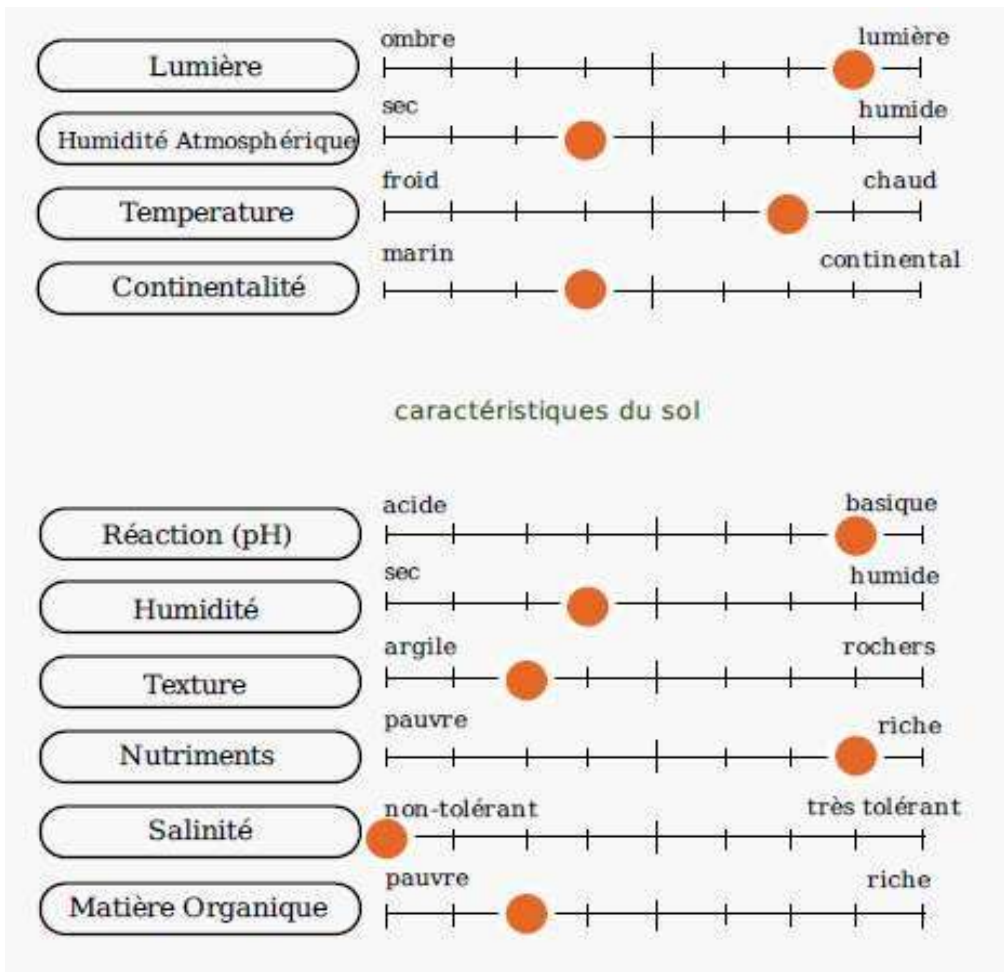 ombre lumière
Lumière
sec humide
Humidité Atmosphérique
froid chaud
Temperature
marin continental
Continentalité
caractéristiques du sol
acide basique
Réaction (pH)
sec humide
Humidité
argile rochers
Texture
pauvre riche
Nutriments
non-tolérant très tolérant
Salinité
pauvre riche
Matière Organique